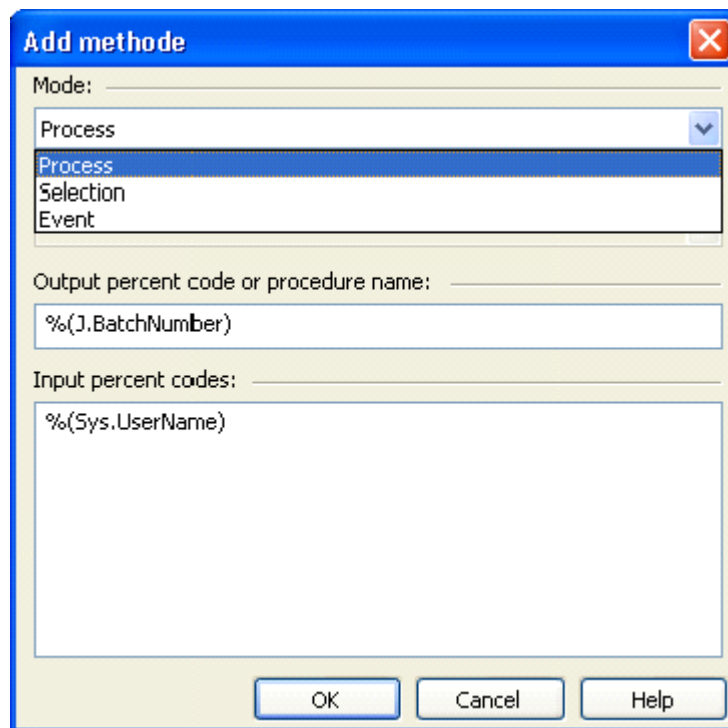 Add methode
Mode:
Process
Process
Selection
Event
Output percent code or procedure name:
%(J.BatchNumber)
Input percent codes:
%(Sys.UserName)
OK Cancel Help